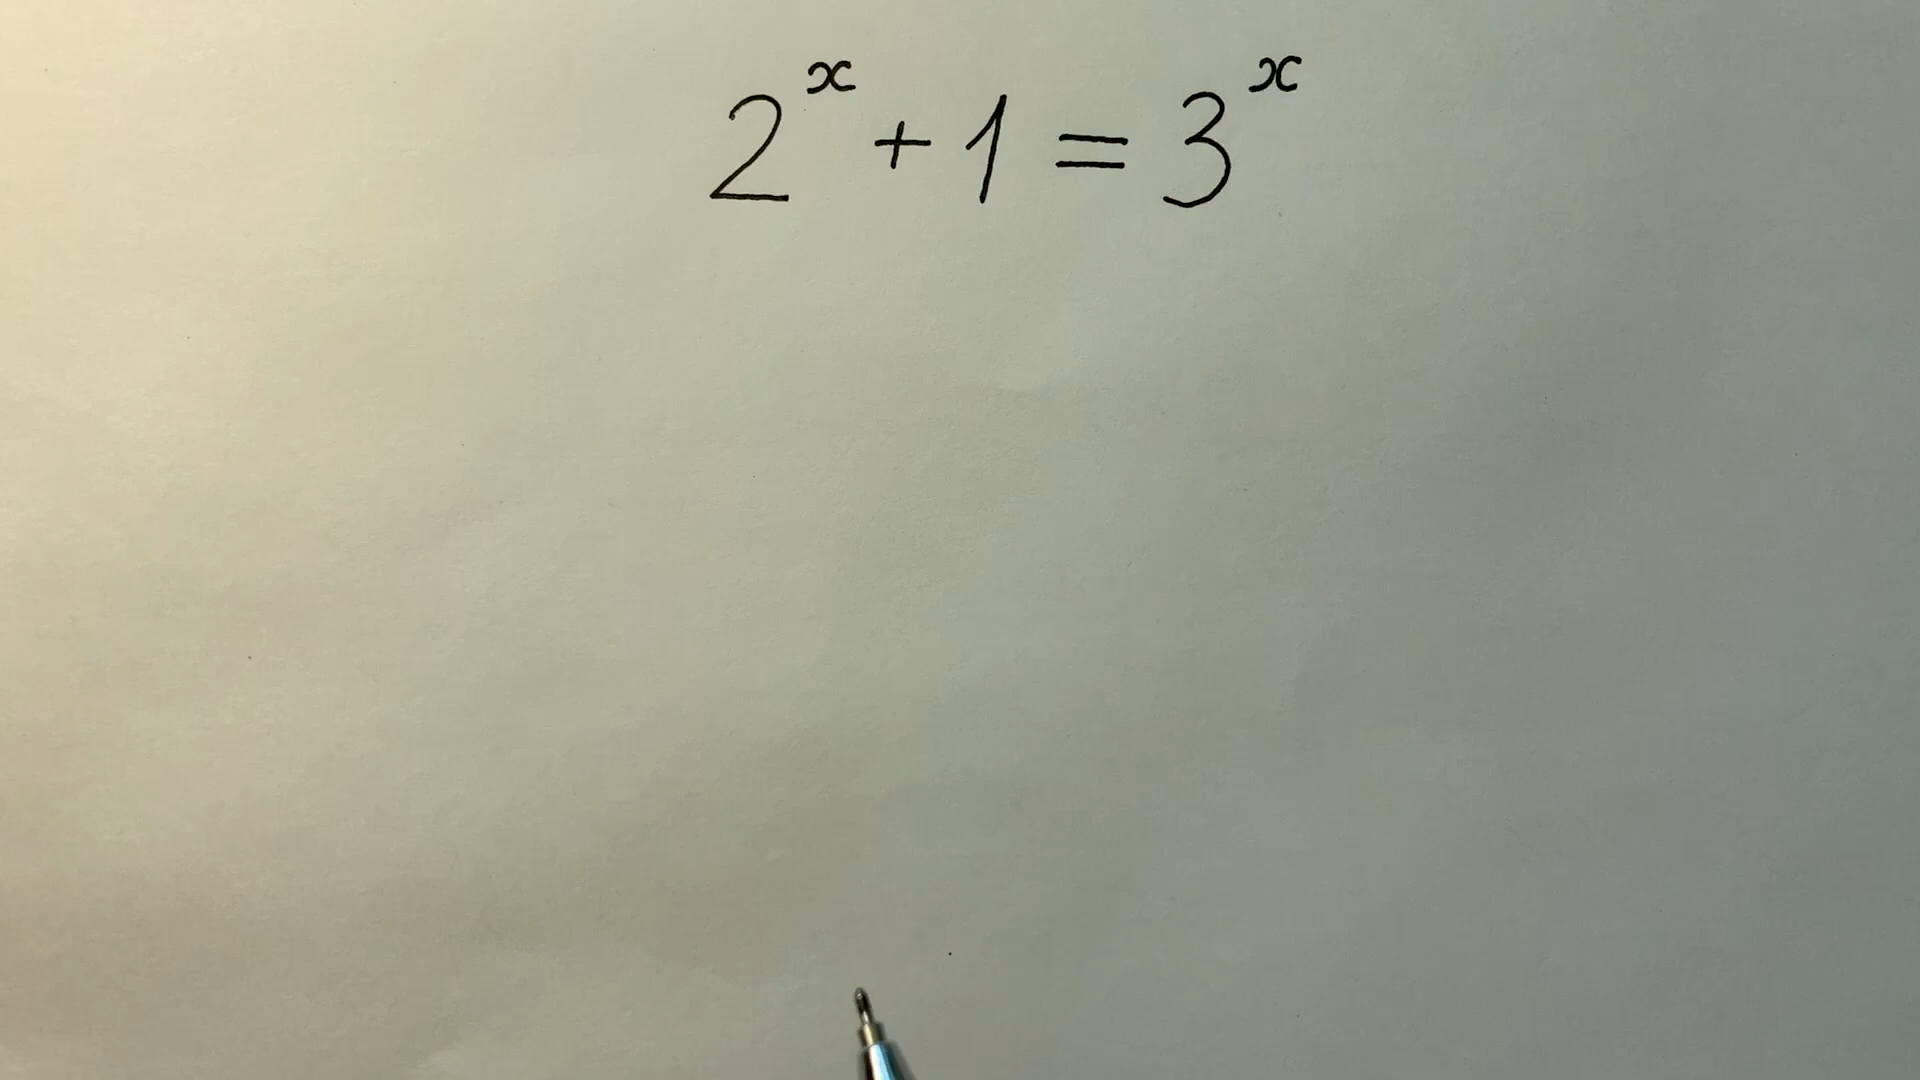 2^x + 1 = 3^x